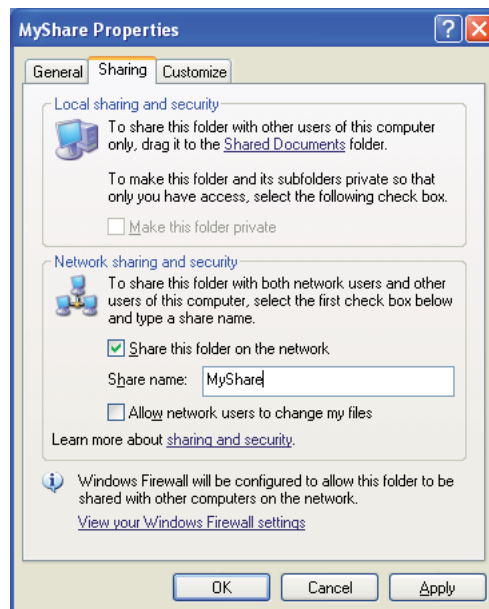 MyShare Properties
General Sharing Customize
Local sharing and security
To share this folder with other users of this computer
only, drag it to the Shared Documents folder.
To make this folder and its subfolders private so that
only you have access, select the following check box.
Make this folder private
Network sharing and security
To share this folder with both network users and other
users of this computer, select the first check box below
and type a share name.
Share this folder on the network
Share name: MyShare
Allow network users to change my files
Learn more about sharing and security.
Windows Firewall will be configured to allow this folder to be
shared with other computers on the network.
View your Windows Firewall settings
OK Cancel Apply